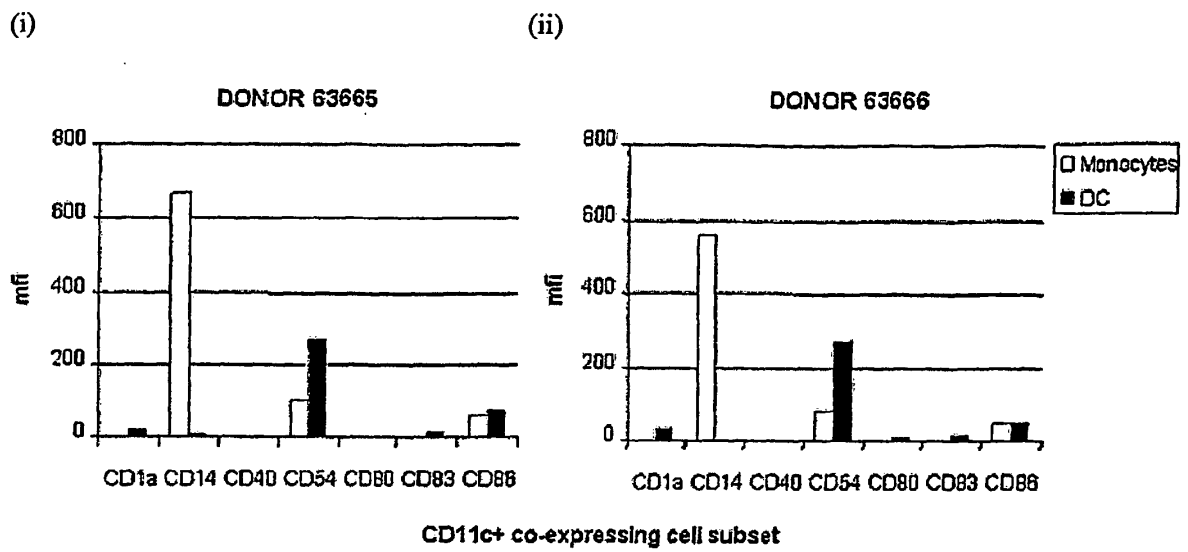 (i)
(ii)
DONOR 63665
DONOR 63666
800
600
400
200
0
mfi
CD1a CD14 CD40 CD54 CD80 CD83 CD86
800
600
400
200
0
mfi
CD1a CD14 CD40 CD54 CD80 CD83 CD86
Monocytes
DC
CD11c+ co-expressing cell subset